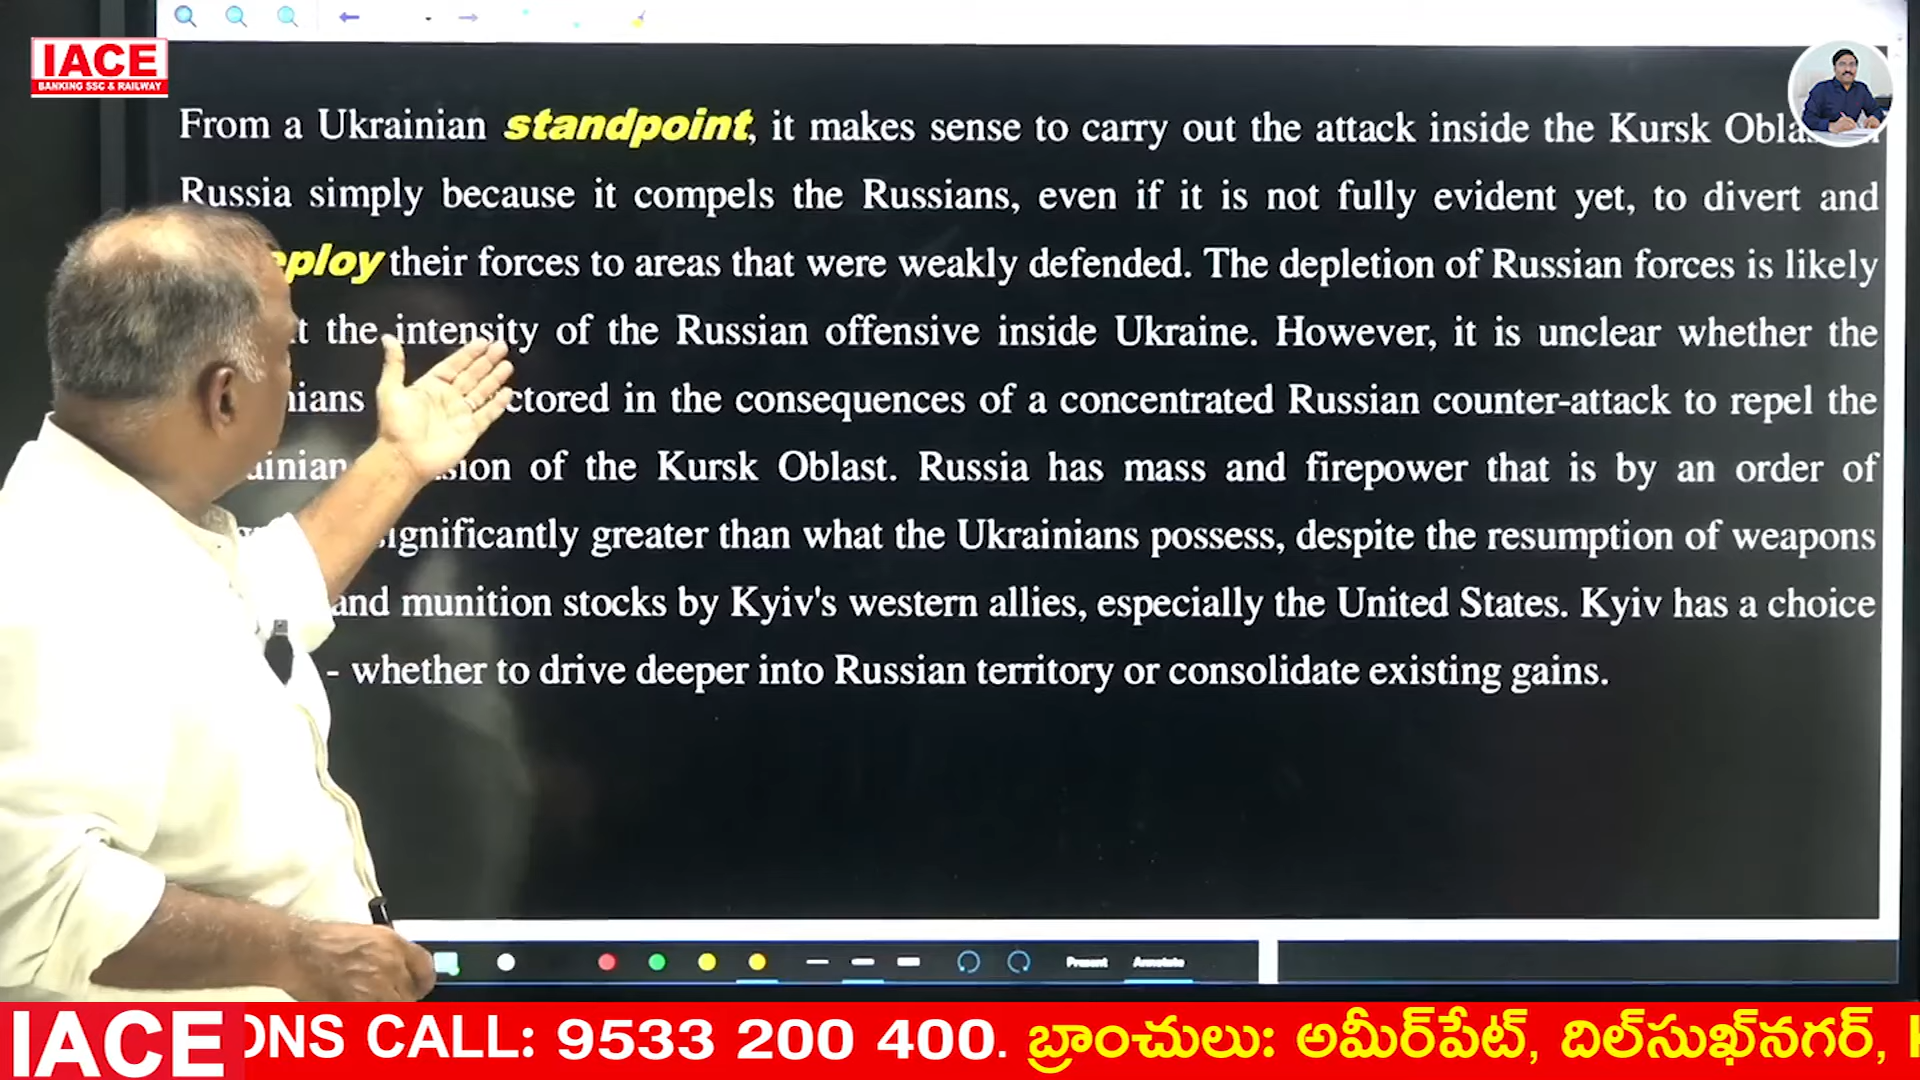 IACE
BANKING SSC & RAILWAY
From a Ukrainian standpoint, it makes sense to carry out the attack inside the Kursk
Russia simply because it compels the Russians, even if it is not fully evident yet, to divert and
their forces to areas that were weakly defended. The depletion of Russian forces is likely
the intensity of the Russian offensive inside Ukraine. However, it is unclear whether the
in the consequences of a concentrated Russian counter-attack to repel the
of the Kursk Oblast. Russia has mass and firepower that is by an order of
significantly greater than what the Ukrainians possess, despite the resumption of weapons
and munition stocks by Kyiv's western allies, especially the United States. Kyiv has a choice
- whether to drive deeper into Russian territory or consolidate existing gains.
Present Annotate
IACE ONS CALL: 9533 200 400. బ్రాంచులు: అమీర్‌పేట్, దిల్‌సుఖ్‌నగర్,